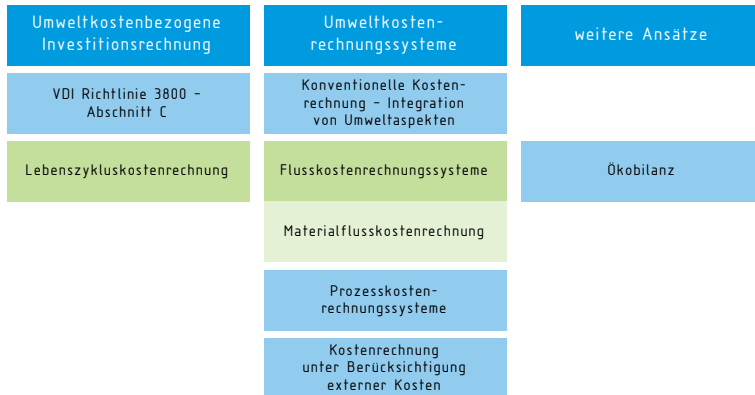 Umweltkostenbezogene
Investitionsrechnung
VDI Richtlinie 3800 –
Abschnitt C
Lebenszykluskostenrechnung
Umweltkosten-
rechnungssysteme
Konventionelle Kosten-
rechnung – Integration
von Umweltaspekten
Flusskostenrechnungssysteme
Materialflusskostenrechnung
Prozesskosten-
rechnungssysteme
Kostenrechnung
unter Berücksichtigung
externer Kosten
weitere Ansätze
Ökobilanz